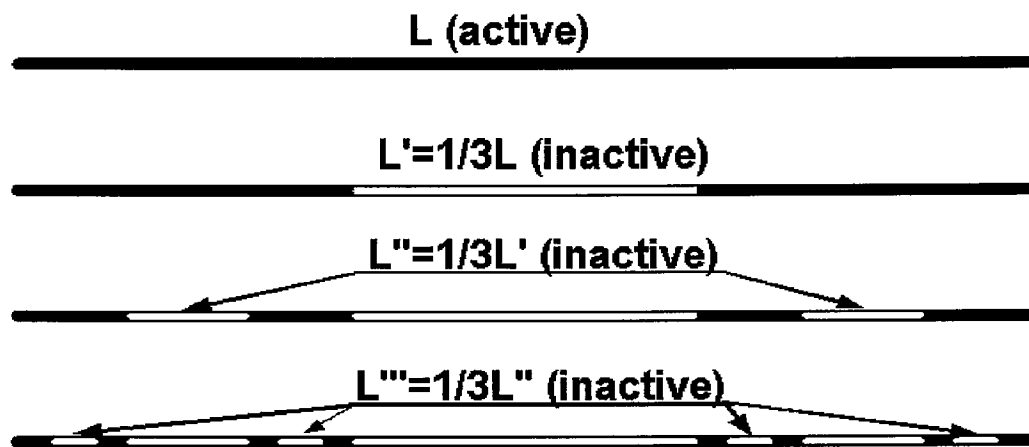 L (active)
L'=1/3L (inactive)
L''=1/3L' (inactive)
L'''=1/3L'' (inactive)